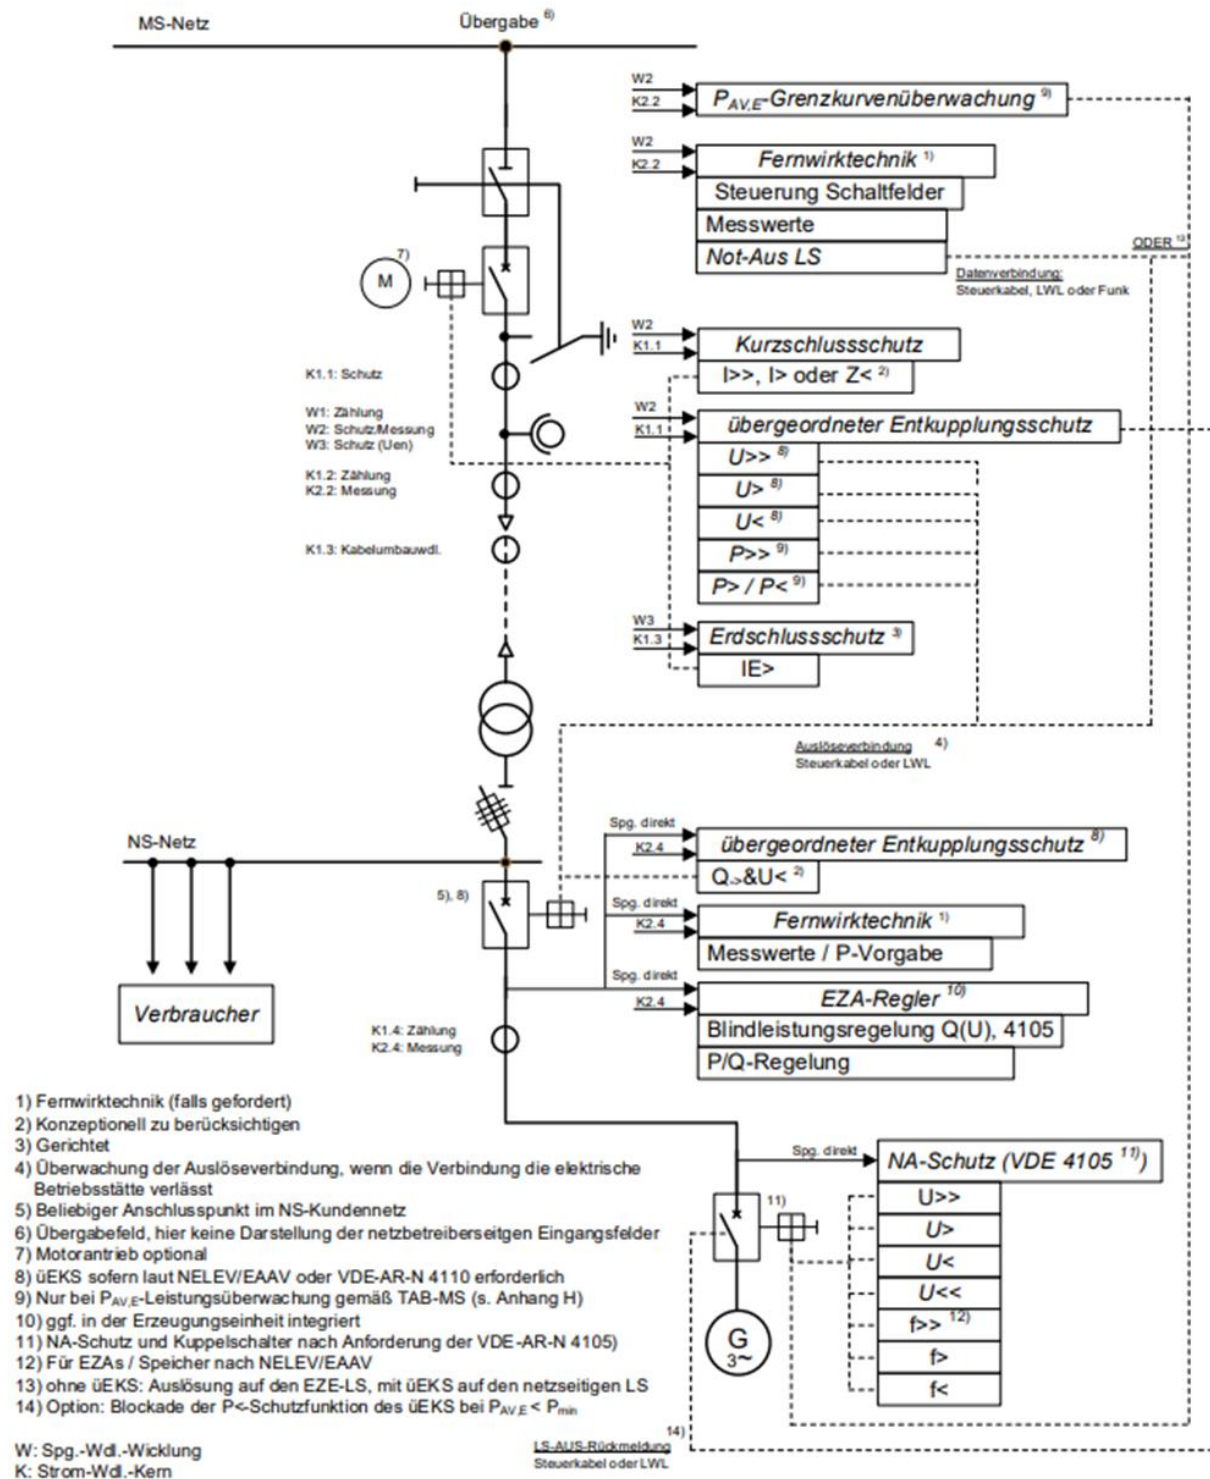 MS-Netz
Übergabe 6)
W2
K2.2
P_AV,E-Grenzkurvenüberwachung 9)
W2
K2.2
Fernwirktechnik 1)
Steuerung Schaltfelder
Messwerte
Not-Aus LS
ODER 13
Datenverbindung:
Steuerkabel, LWL oder Funk
7)
M
W2
K1.1
Kurzschlussschutz
I>>, I> oder Z< 2)
K1.1: Schutz
W1: Zählung
W2: Schutz/Messung
W3: Schutz (Uen)
K1.2: Zählung
K2.2: Messung
K1.3: Kabelumbauwdl.
W2
K1.1
übergeordneter Entkupplungsschutz
U>> 8)
U> 8)
U< 8)
P>> 9)
P> / P< 9)
W3
K1.3
Erdschlussschutz 3)
IE>
Auslöseverbindung 4)
Steuerkabel oder LWL
NS-Netz
5), 8)
Verbraucher
Spg. direkt
K2.4
übergeordneter Entkupplungsschutz 8)
Q->&U< 2)
Spg. direkt
K2.4
Fernwirktechnik 1)
Messwerte / P-Vorgabe
Spg. direkt
K2.4
EZA-Regler 10)
Blindleistungsregelung Q(U), 4105
P/Q-Regelung
K1.4: Zählung
K2.4: Messung
Spg. direkt
NA-Schutz (VDE 4105 11))
U>>
U>
U<
U<<
f>> 12)
f>
f<
11)
G
3~
1) Fernwirktechnik (falls gefordert)
2) Konzeptionell zu berücksichtigen
3) Gerichtet
4) Überwachung der Auslöseverbindung, wenn die Verbindung die elektrische
Betriebsstätte verlässt
5) Beliebiger Anschlusspunkt im NS-Kundennetz
6) Übergabefeld, hier keine Darstellung der netzbetreiberseitgen Eingangsfelder
7) Motorantrieb optional
8) üEKS sofern laut NELEV/EAAV oder VDE-AR-N 4110 erforderlich
9) Nur bei P_AV,E-Leistungsüberwachung gemäß TAB-MS (s. Anhang H)
10) ggf. in der Erzeugungseinheit integriert
11) NA-Schutz und Kuppelschalter nach Anforderung der VDE-AR-N 4105)
12) Für EZAs / Speicher nach NELEV/EAAV
13) ohne üEKS: Auslösung auf den EZE-LS, mit üEKS auf den netzseitigen LS
14) Option: Blockade der P<-Schutzfunktion des üEKS bei P_AV,E < P_min
W: Spg.-Wdl.-Wicklung
K: Strom-Wdl.-Kern
14)
LS-AUS-Rückmeldung
Steuerkabel oder LWL